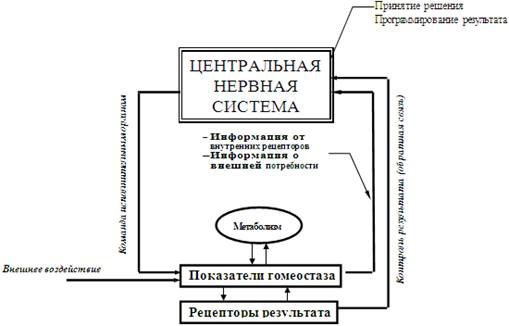 Принятие решения
Программирование результата
ЦЕНТРАЛЬНАЯ
НЕРВНАЯ
СИСТЕМА
– Информация от
внутренних рецепторов
– Информация о
внешней потребности
Команда исполнительным органам
Контроль результата (обратная связь)
Метаболизм
Внешнее воздействие
Показатели гомеостаза
Рецепторы результата